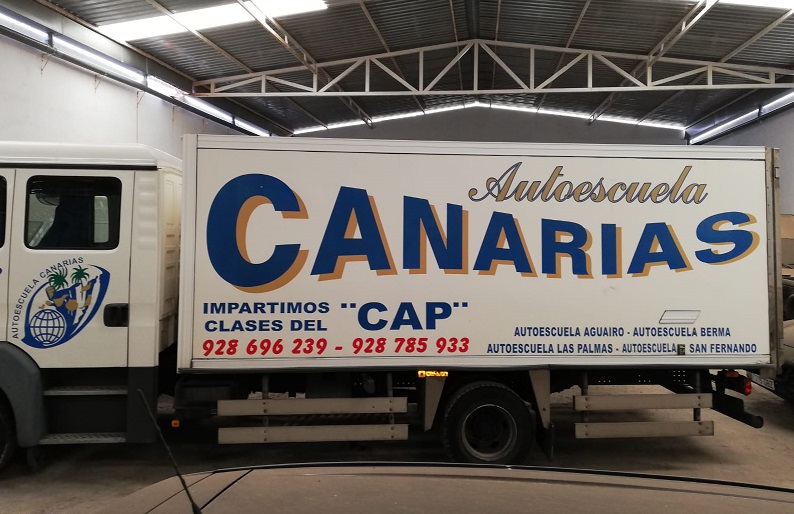 AUTOESCUELA CANARIAS
Autoescuela
CANARIAS
IMPARTIMOS
CLASES DEL
¨CAP¨
928 696 239 - 928 785 933
AUTOESCUELA AGUAIRO - AUTOESCUELA BERMA
AUTOESCUELA LAS PALMAS - AUTOESCUELA SAN FERNANDO